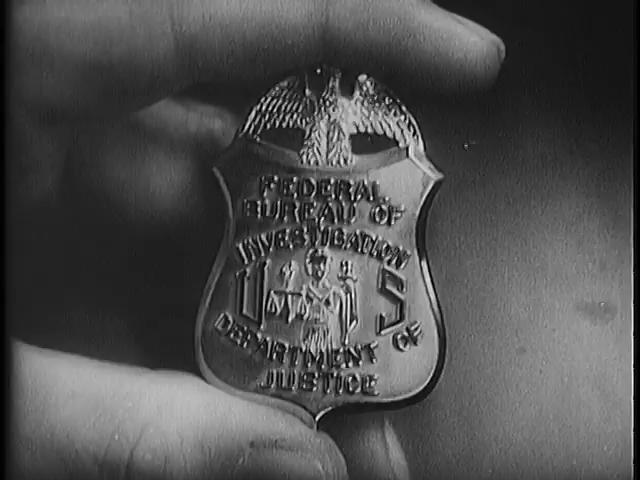 FEDERAL
BUREAU OF
INVESTIGATION
U S
DEPARTMENT OF
JUSTICE